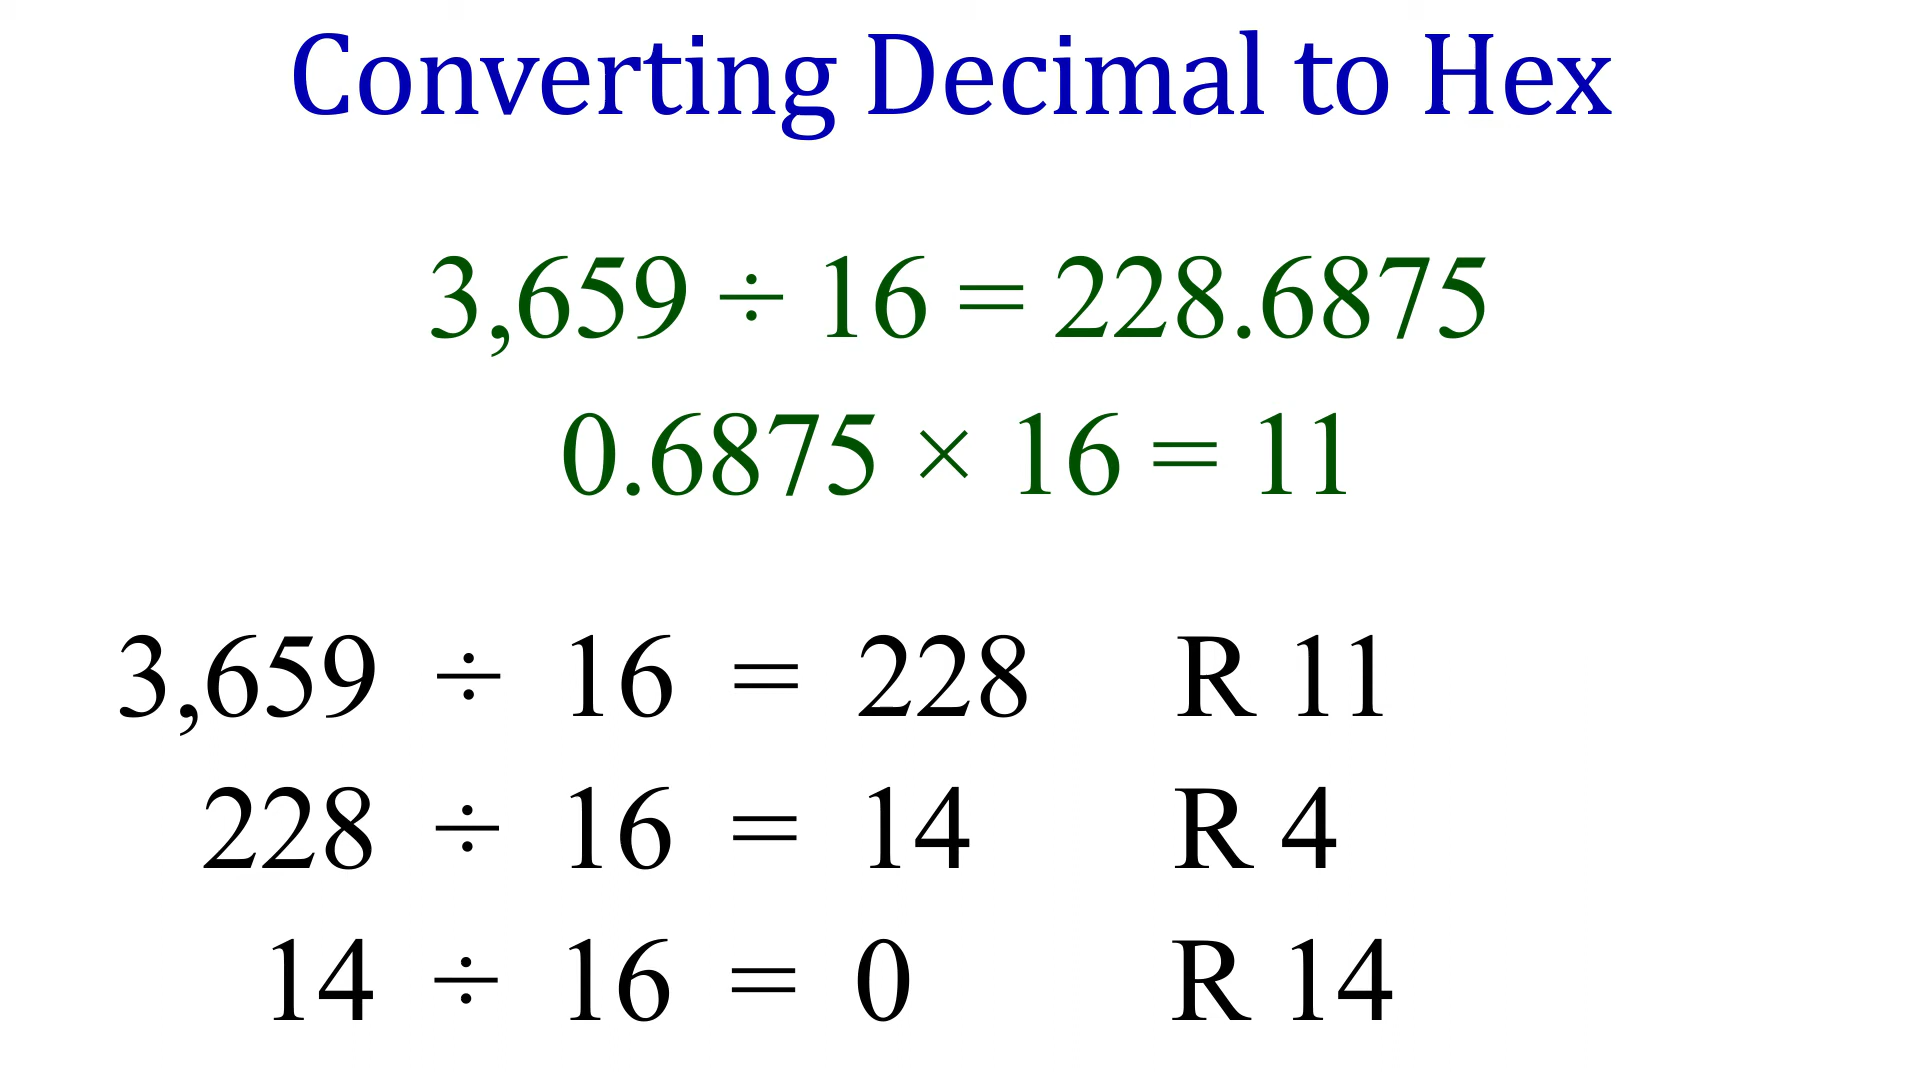 Converting Decimal to Hex
3,659 ÷ 16 = 228.6875
0.6875 × 16 = 11
3,659 ÷ 16 = 228 R 11
228 ÷ 16 = 14 R 4
14 ÷ 16 = 0 R 14